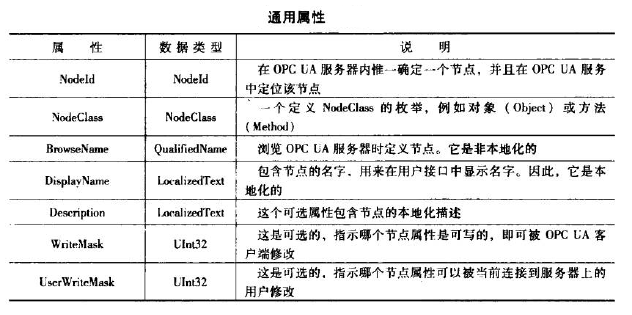 通用属性
属 性 数据类型 说 明
NodeId NodeId 在 OPC UA 服务器内惟一确定一个节点，并且在 OPC UA 服务
中定位该节点
NodeClass NodeClass 一个定义 NodeClass 的枚举，例如对象（Object）或方法
（Method）
BrowseName QualifiedName 浏览 OPC UA 服务器时定义节点。它是非本地化的
DisplayName LocalizedText 包含节点的名字、用来在用户接口中显示名字。因此，它是本
地化的
Description LocalizedText 这个可选属性包含节点的本地化描述
WriteMask UInt32 这是可选的，指示哪个节点属性是可写的，即可被 OPC UA 客
户端修改
UserWriteMask UInt32 这是可选的，指示哪个节点属性可以被当前连接到服务器上的
用户修改